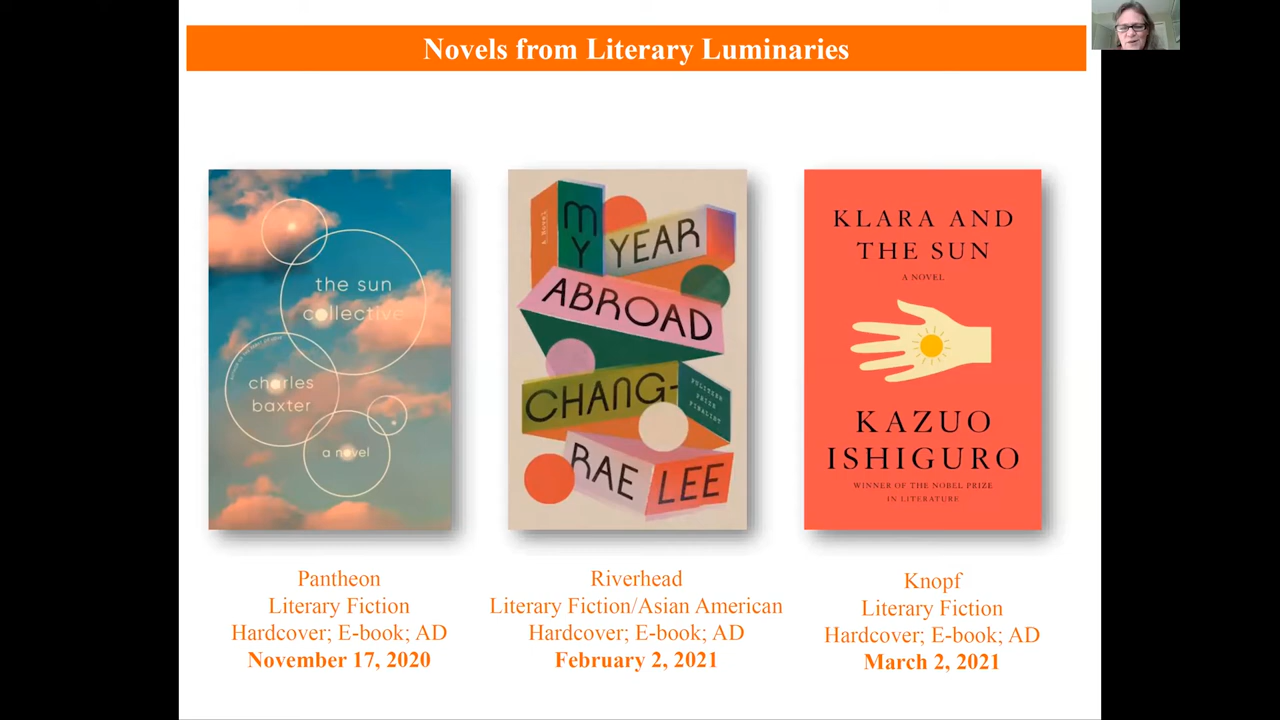 Novels from Literary Luminaries
the sun
collective
charles
baxter
a novel
A Novel
MY
YEAR
ABROAD
CHANG-
PULITZER
PRIZE
FINALIST
RAE LEE
KLARA AND
THE SUN
A NOVEL
KAZUO
ISHIGURO
WINNER OF THE NOBEL PRIZE
IN LITERATURE
Pantheon
Literary Fiction
Hardcover; E-book; AD
November 17, 2020
Riverhead
Literary Fiction/Asian American
Hardcover; E-book; AD
February 2, 2021
Knopf
Literary Fiction
Hardcover; E-book; AD
March 2, 2021